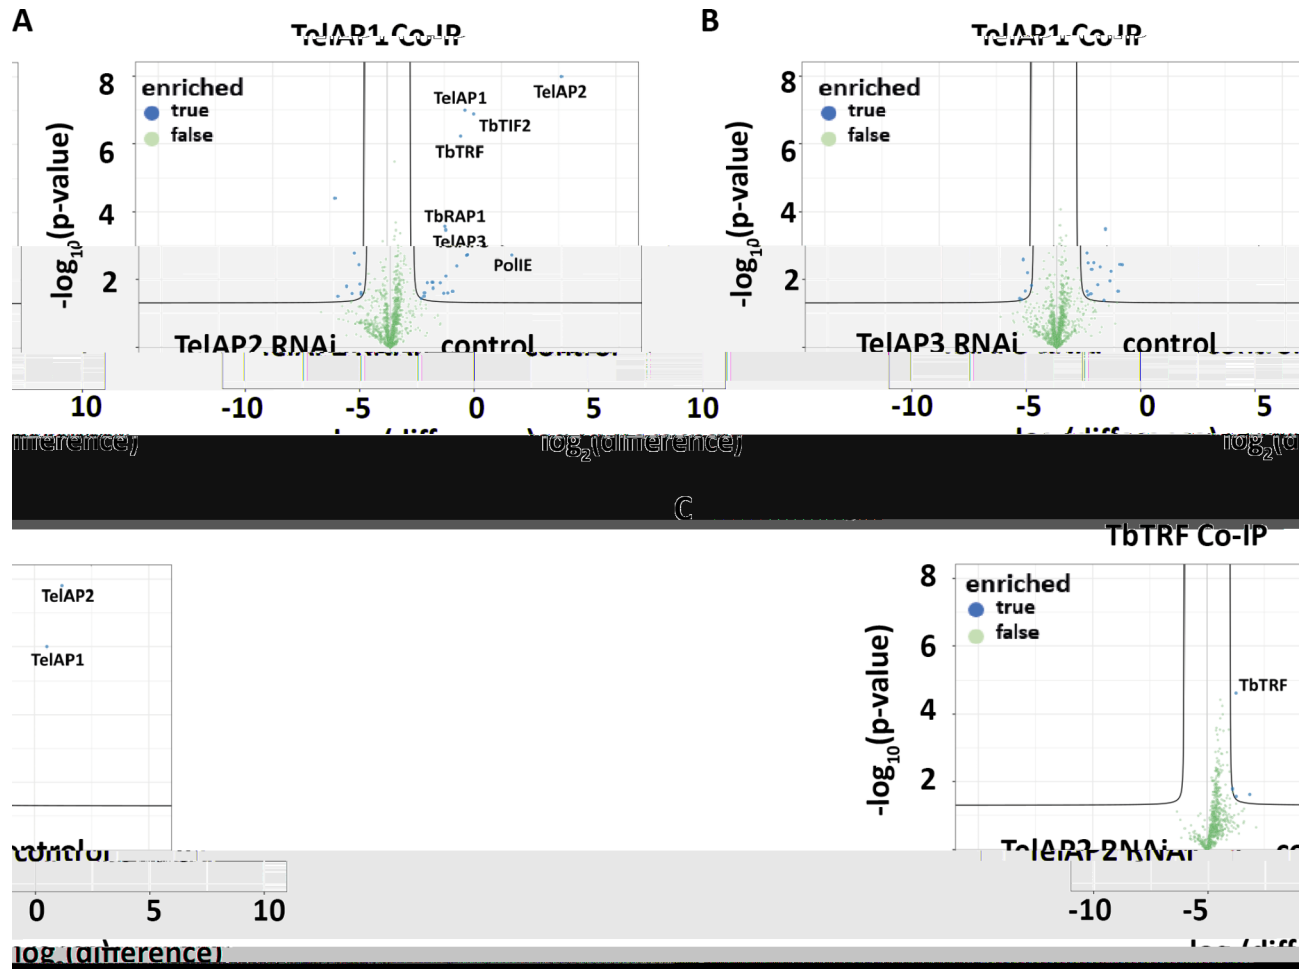 A
TelAP1 Co-IP
enriched
true
false
8
6
4
2
-log10(p-value)
TelAP1
TelAP2
TbTIF2
TbTRF
TbRAP1
TelAP3
PolIE
TelAP2 RNAi control
10
-10 -5 0 5 10
log2(difference)
B
TelAP1 Co-IP
enriched
true
false
8
6
4
2
-log10(p-value)
TelAP2
TelAP1
TelAP3 RNAi control
-10 -5 0 5
C
TbTRF Co-IP
enriched
true
false
8
6
4
2
-log10(p-value)
TbTRF
control
TelAP2 RNAi
0 5 10
-10 -5
log2(difference)